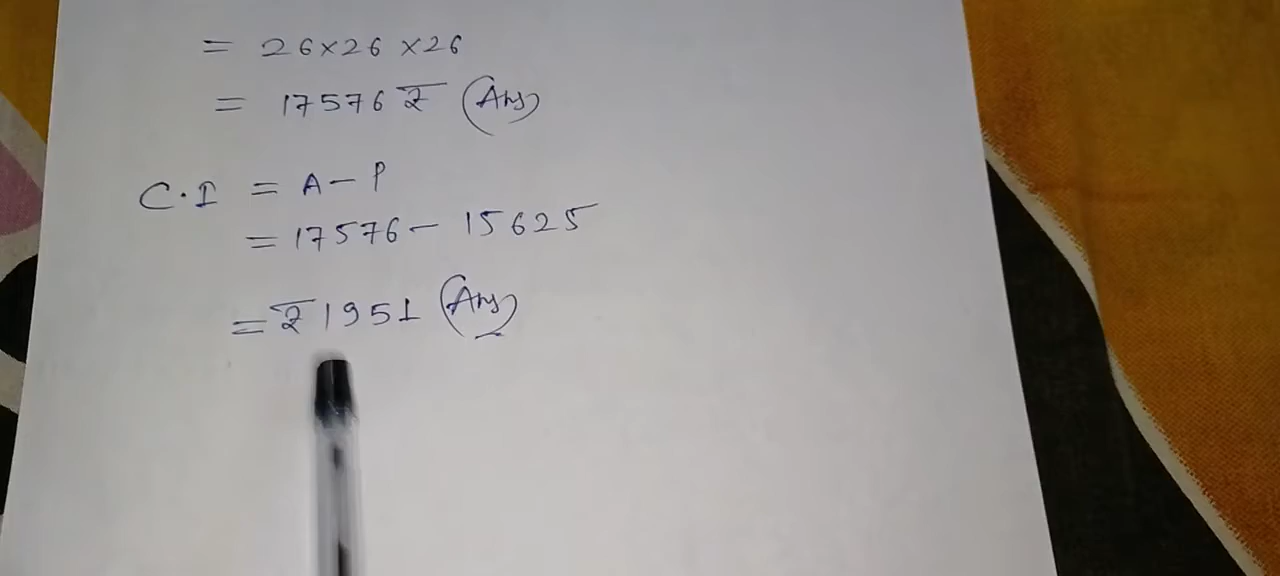 = 26×26×26
= 17576 ₹ (Ans)
C.I = A-P
= 17576 - 15625
= ₹1951 (Ans)